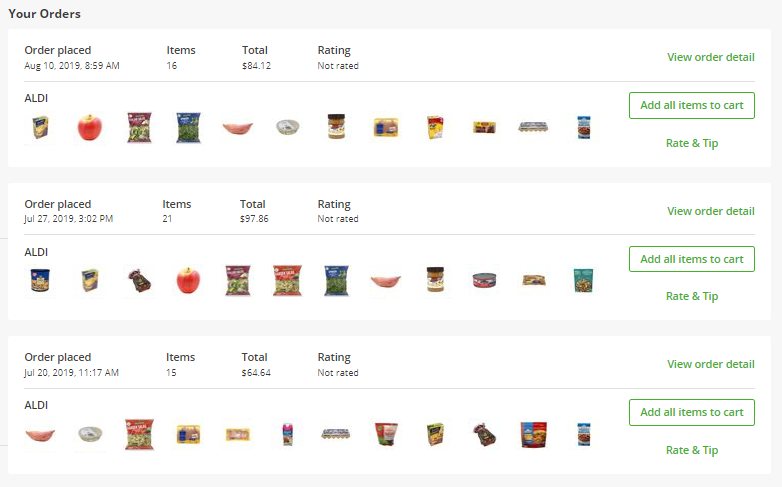 Your Orders
Order placed Items Total Rating
Aug 10, 2019, 8:59 AM 16 $84.12 Not rated
View order detail
ALDI
Add all items to cart
Rate & Tip
Order placed Items Total Rating
Jul 27, 2019, 3:02 PM 21 $97.86 Not rated
View order detail
ALDI
Add all items to cart
Rate & Tip
Order placed Items Total Rating
Jul 20, 2019, 11:17 AM 15 $64.64 Not rated
View order detail
ALDI
Add all items to cart
Rate & Tip